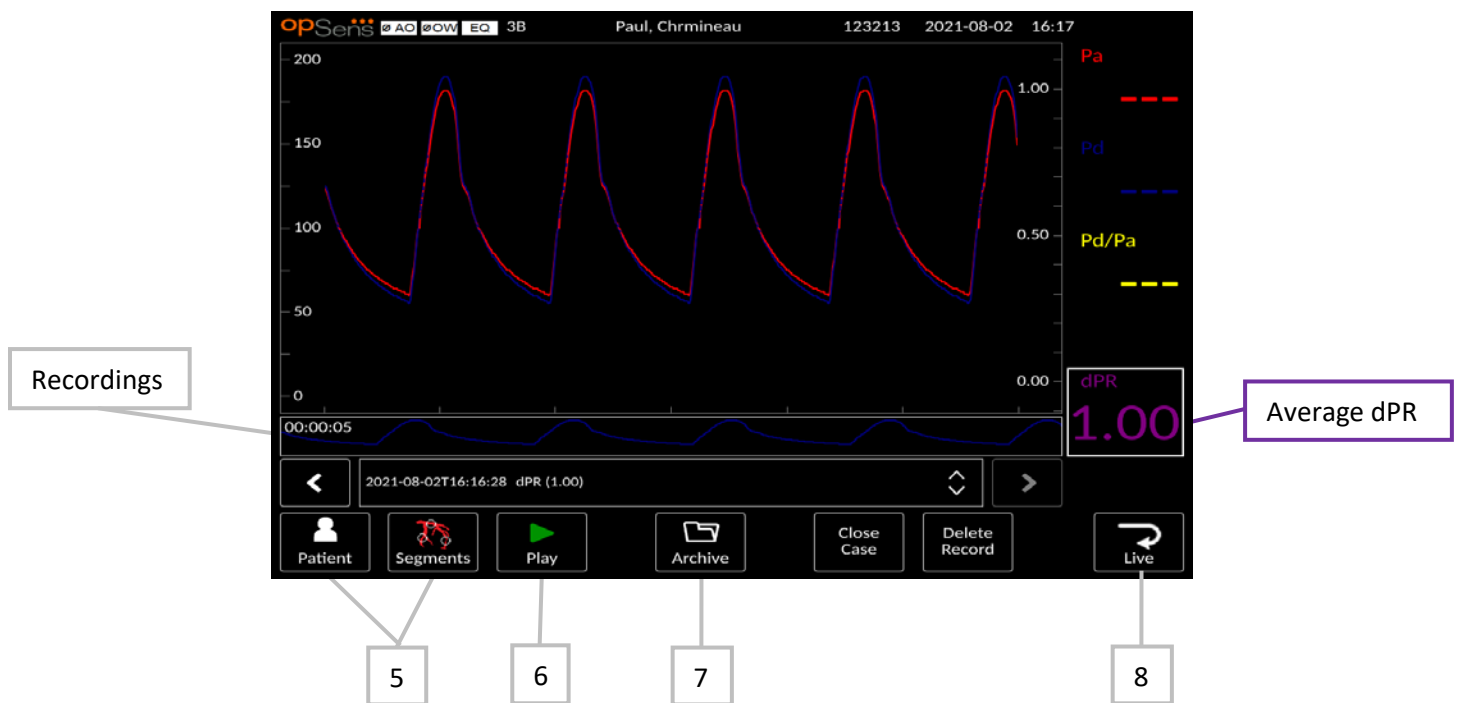 opSens ø AO ø OW EQ 3B Paul, Chrmineau 123213 2021-08-02 16:17
200
150
100
50
0
1.00
0.50
0.00
Pa
Pd
Pd/Pa
dPR
1.00
00:00:05
2021-08-02T16:16:28 dPR (1.00)
Patient
Segments
Play
Archive
Close
Case
Delete
Record
Live
Recordings
Average dPR
5
6
7
8